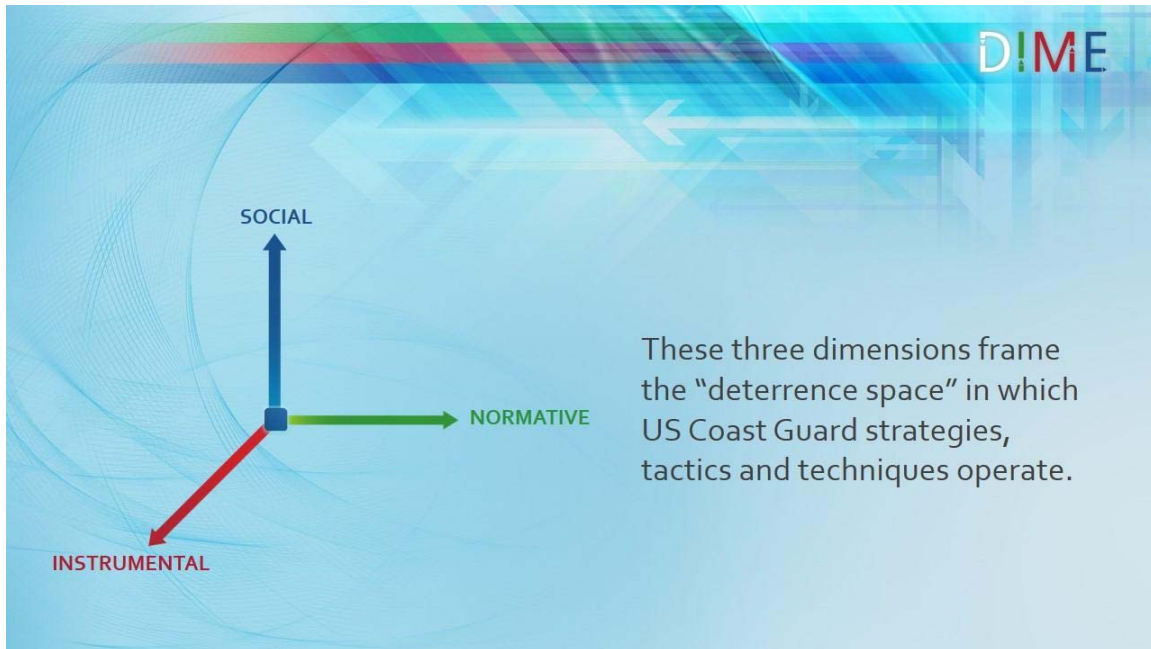 DIME
SOCIAL
NORMATIVE
INSTRUMENTAL
These three dimensions frame
the “deterrence space” in which
US Coast Guard strategies,
tactics and techniques operate.